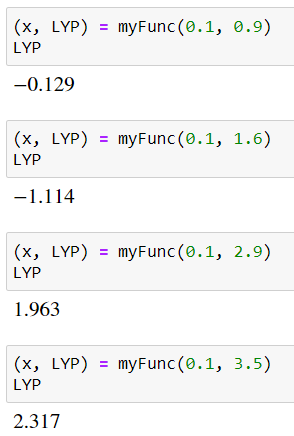 (x, LYP) = myFunc(0.1, 0.9)
LYP
−0.129
(x, LYP) = myFunc(0.1, 1.6)
LYP
−1.114
(x, LYP) = myFunc(0.1, 2.9)
LYP
1.963
(x, LYP) = myFunc(0.1, 3.5)
LYP
2.317